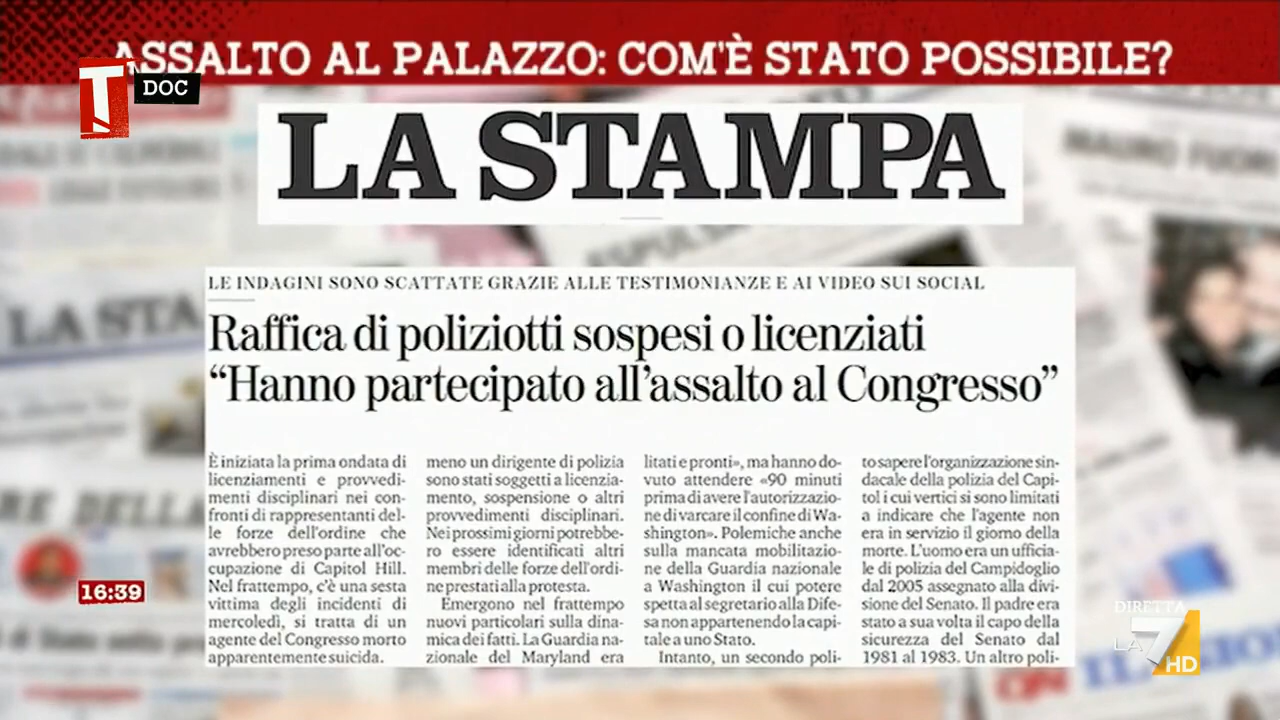 ASSALTO AL PALAZZO: COM'È STATO POSSIBILE?
T
DOC
LA STAMPA
LE INDAGINI SONO SCATTATE GRAZIE ALLE TESTIMONIANZE E AI VIDEO SUI SOCIAL
Raffica di poliziotti sospesi o licenziati
“Hanno partecipato all’assalto al Congresso”
È iniziata la prima ondata di
licenziamenti e provvedi-
menti disciplinari nei con-
fronti di rappresentanti del-
le forze dell'ordine che
avrebbero preso parte all'oc-
cupazione di Capitol Hill.
Nel frattempo, c'è una sesta
vittima degli incidenti di
mercoledì, si tratta di un
agente del Congresso morto
apparentemente suicida.
meno un dirigente di polizia
sono stati soggetti a licenzia-
mento, sospensione o altri
provvedimenti disciplinari.
Nei prossimi giorni potrebbe-
ro essere identificati altri
membri delle forze dell'ordi-
ne prestati alla protesta.
Emergono nel frattempo
nuovi particolari sulla dina-
mica dei fatti. La Guardia na-
zionale del Maryland era
litati e pronti», ma hanno do-
vuto attendere «90 minuti
prima di avere l'autorizzazio-
ne di varcare il confine di Wa-
shington». Polemiche anche
sulla mancata mobilitazio-
ne della Guardia nazionale
a Washington il cui potere
spetta al segretario alla Dife-
sa non appartenendo la capi-
tale a uno Stato.
Intanto, un secondo poli-
to sapere l'organizzazione sin-
dacale della polizia del Capi-
tol i cui vertici si sono limitati
a indicare che l'agente non
era in servizio il giorno della
morte. L'uomo era un ufficia-
le di polizia del Campidoglio
dal 2005 assegnato alla divi-
sione del Senato. Il padre era
stato a sua volta il capo della
sicurezza del Senato dal
1981 al 1983. Un altro poli-
LA STA
RE DELLA
MAURO FUORI
16:39
DIRETTA
LA 7 HD